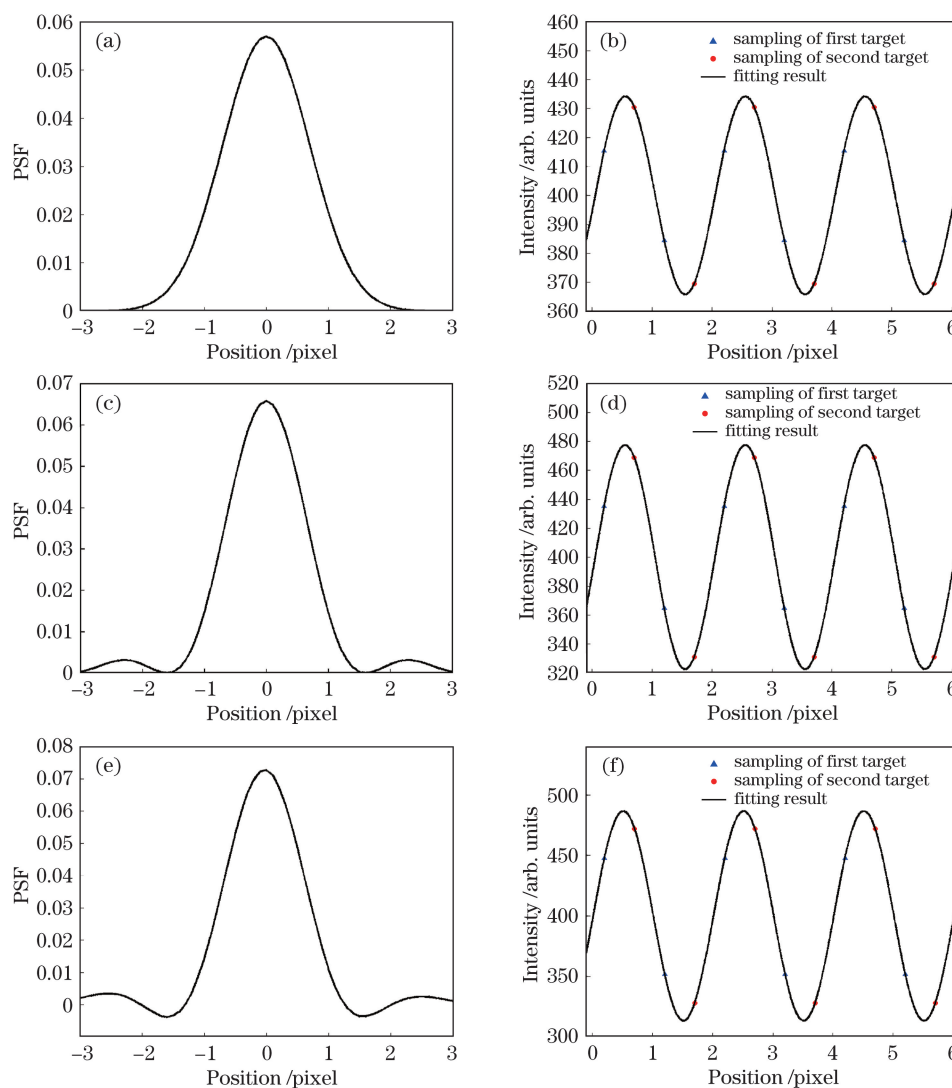 (a)
0.06
0.05
0.04
0.03
0.02
0.01
0
PSF
−3 −2 −1 0 1 2 3
Position /pixel
(b)
sampling of first target
sampling of second target
fitting result
460
450
440
430
420
410
400
390
380
370
360
Intensity /arb. units
0 1 2 3 4 5 6
Position /pixel
(c)
0.07
0.06
0.05
0.04
0.03
0.02
0.01
0
PSF
−3 −2 −1 0 1 2 3
Position /pixel
(d)
sampling of first target
sampling of second target
fitting result
520
500
480
460
440
420
400
380
360
340
320
Intensity /arb. units
0 1 2 3 4 5 6
Position /pixel
(e)
0.08
0.07
0.06
0.05
0.04
0.03
0.02
0.01
0
PSF
−3 −2 −1 0 1 2 3
Position /pixel
(f)
sampling of first target
sampling of second target
fitting result
500
450
400
350
300
Intensity /arb. units
0 1 2 3 4 5 6
Position /pixel